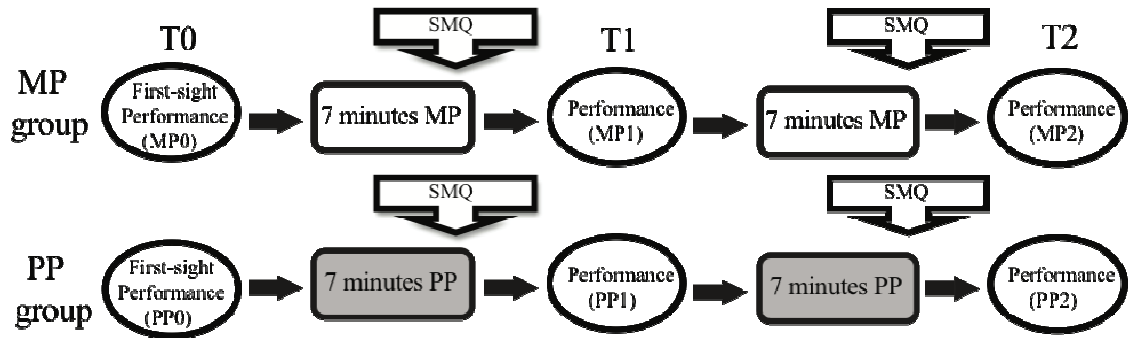 SMQ
SMQ
T0
T1
T2
MP
group
First-sight
Performance
(MP0)
7 minutes MP
Performance
(MP1)
7 minutes MP
Performance
(MP2)
SMQ
SMQ
PP
group
First-sight
Performance
(PP0)
7 minutes PP
Performance
(PP1)
7 minutes PP
Performance
(PP2)